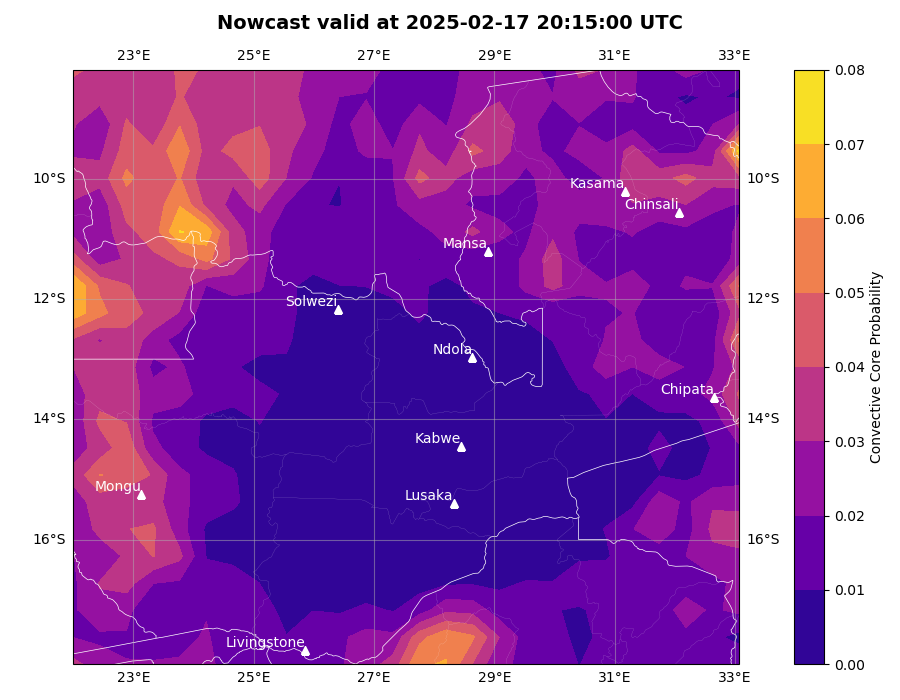 Nowcast valid at 2025-02-17 20:15:00 UTC
23°E 25°E 27°E 29°E 31°E 33°E
0.08
0.07
0.06
0.05
0.04
0.03
0.02
0.01
0.00
Convective Core Probability
10°S 10°S
12°S 12°S
14°S 14°S
16°S 16°S
Kasama
Chinsali
Mansa
Solwezi
Ndola
Chipata
Kabwe
Mongu
Lusaka
Livingstone
23°E 25°E 27°E 29°E 31°E 33°E